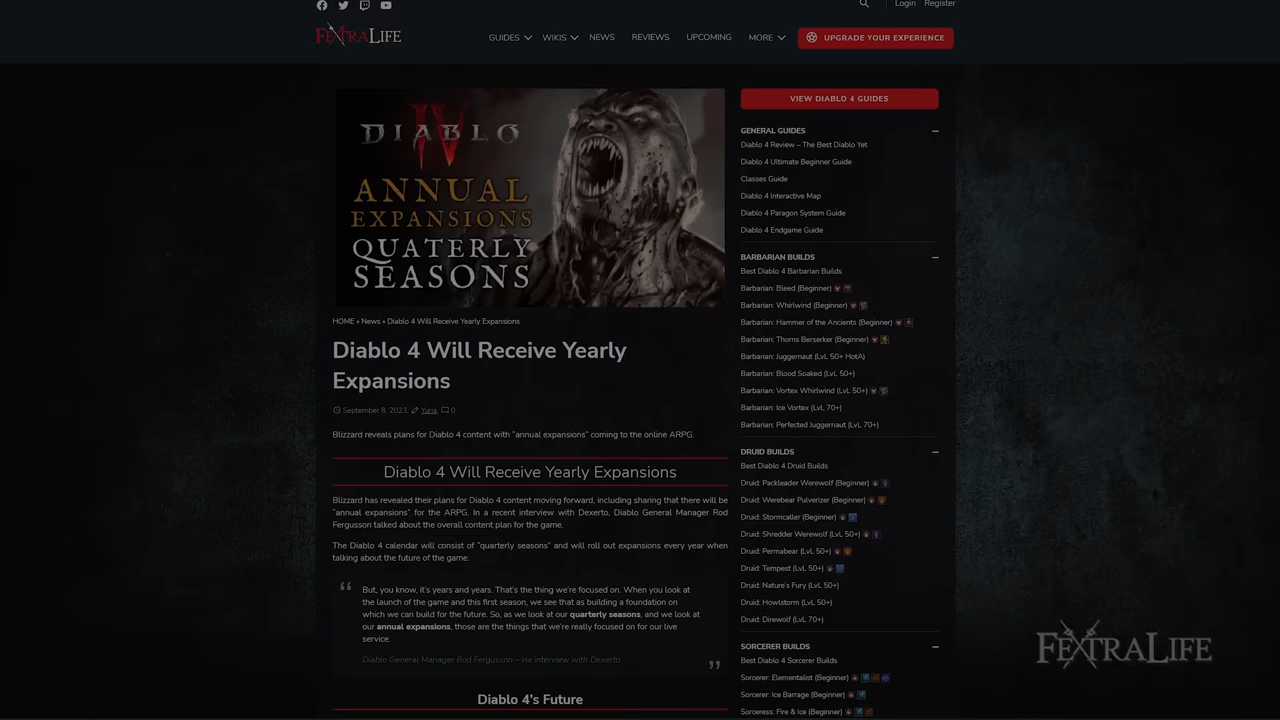 Login Register
FEXTRALIFE
GUIDES WIKIS NEWS REVIEWS UPCOMING MORE UPGRADE YOUR EXPERIENCE
DIABLO
IV
ANNUAL
EXPANSIONS
QUATERLY
SEASONS
HOME » News » Diablo 4 Will Receive Yearly Expansions
Diablo 4 Will Receive Yearly
Expansions
September 8, 2023, Yuria, 0
Blizzard reveals plans for Diablo 4 content with "annual expansions" coming to the online ARPG.
Diablo 4 Will Receive Yearly Expansions
Blizzard has revealed their plans for Diablo 4 content moving forward, including sharing that there will be
"annual expansions" for the ARPG. In a recent interview with Dexerto, Diablo General Manager Rod
Fergusson talked about the overall content plan for the game.
The Diablo 4 calendar will consist of "quarterly seasons" and will roll out expansions every year when
talking about the future of the game.
“
But, you know, it's years and years. That's the thing we're focused on. When you look at
the launch of the game and this first season, we see that as building a foundation on
which we can build for the future. So, as we look at our quarterly seasons, and we look at
our annual expansions, those are the things that we're really focused on for our live
service.
Diablo General Manager Rod Fergusson – via interview with Dexerto
”
Diablo 4's Future
VIEW DIABLO 4 GUIDES
GENERAL GUIDES
Diablo 4 Review – The Best Diablo Yet
Diablo 4 Ultimate Beginner Guide
Classes Guide
Diablo 4 Interactive Map
Diablo 4 Paragon System Guide
Diablo 4 Endgame Guide
BARBARIAN BUILDS
Best Diablo 4 Barbarian Builds
Barbarian: Bleed (Beginner)
Barbarian: Whirlwind (Beginner)
Barbarian: Hammer of the Ancients (Beginner)
Barbarian: Thorns Berserker (Beginner)
Barbarian: Juggernaut (LvL 50+ HotA)
Barbarian: Blood Soaked (LvL 50+)
Barbarian: Vortex Whirlwind (LvL 50+)
Barbarian: Ice Vortex (LvL 70+)
Barbarian: Perfected Juggernaut (LvL 70+)
DRUID BUILDS
Best Diablo 4 Druid Builds
Druid: Packleader Werewolf (Beginner)
Druid: Werebear Pulverizer (Beginner)
Druid: Stormcaller (Beginner)
Druid: Shredder Werewolf (LvL 50+)
Druid: Permabear (LvL 50+)
Druid: Tempest (LvL 50+)
Druid: Nature's Fury (LvL 50+)
Druid: Howlstorm (LvL 50+)
Druid: Direwolf (LvL 70+)
SORCERER BUILDS
Best Diablo 4 Sorcerer Builds
Sorcerer: Elementalist (Beginner)
Sorcerer: Ice Barrage (Beginner)
Sorceress: Fire & Ice (Beginner)
FEXTRALIFE